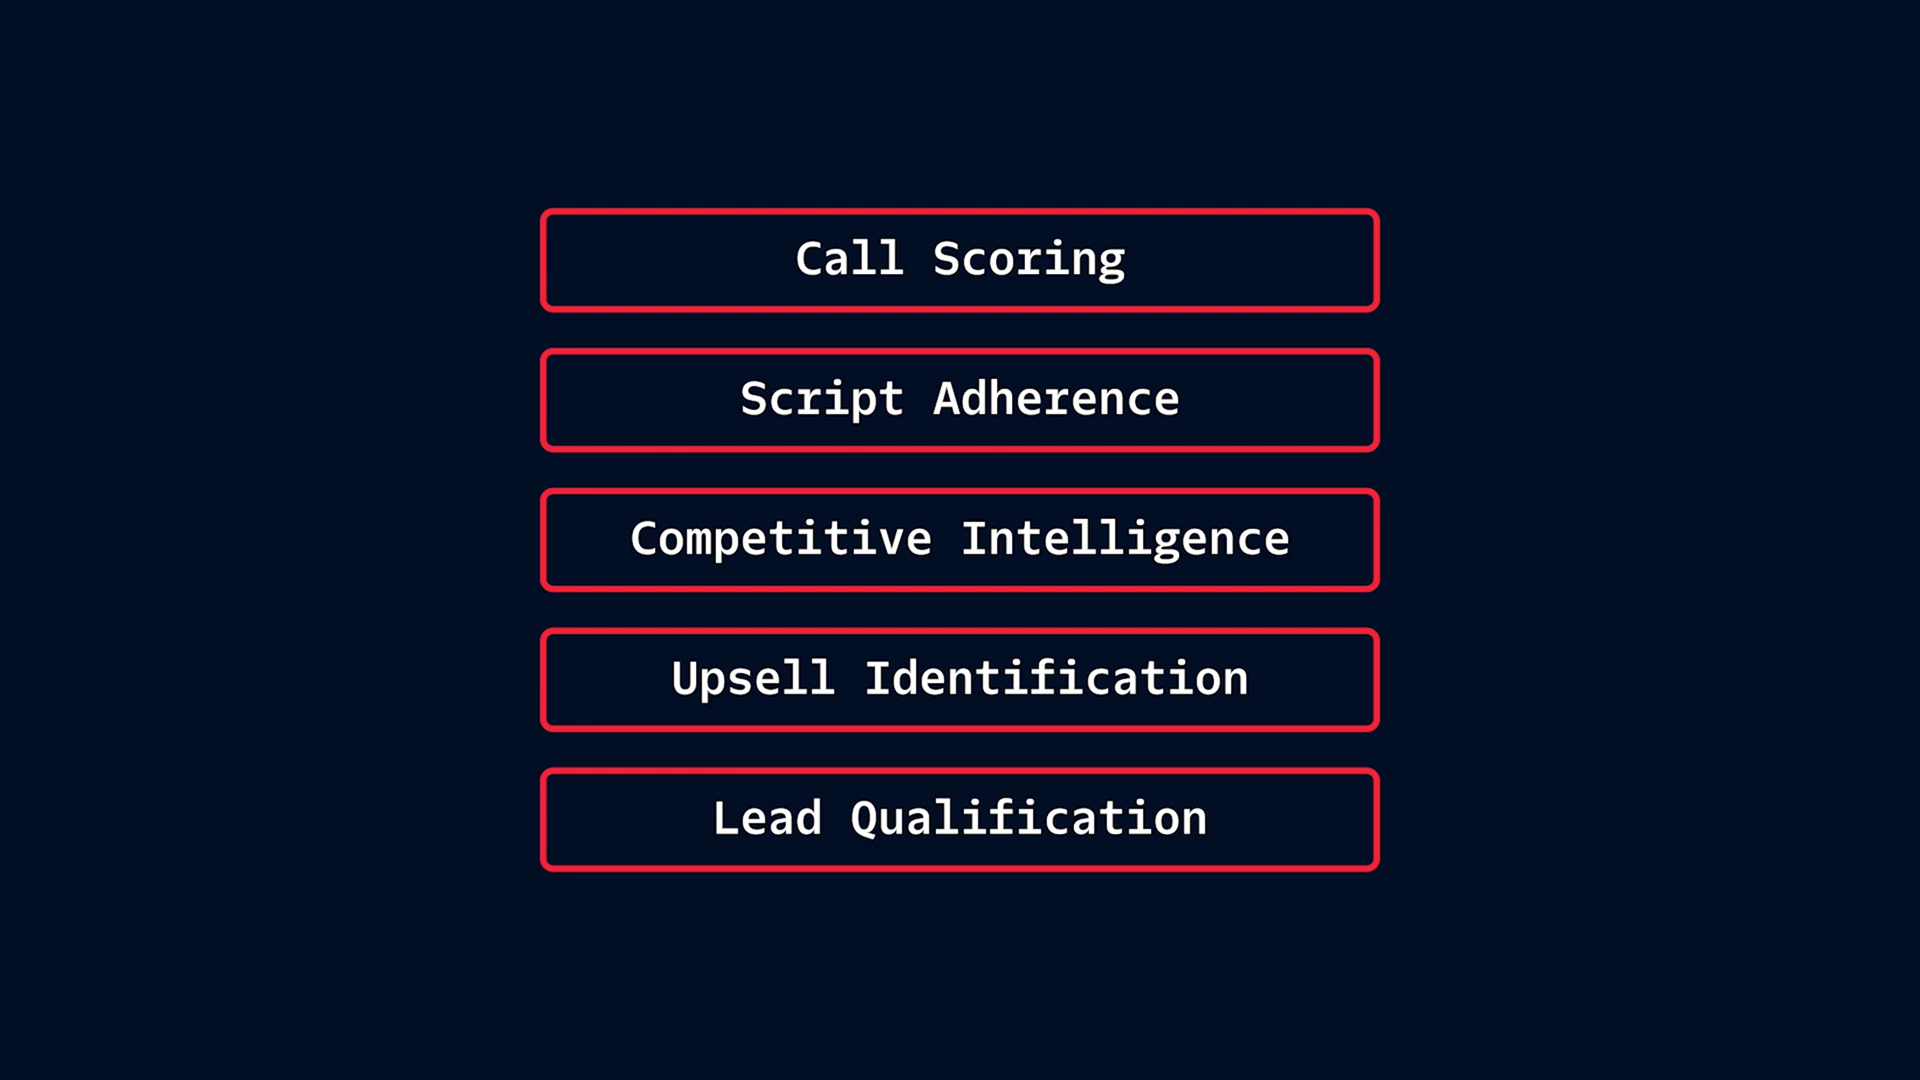 Call Scoring
Script Adherence
Competitive Intelligence
Upsell Identification
Lead Qualification